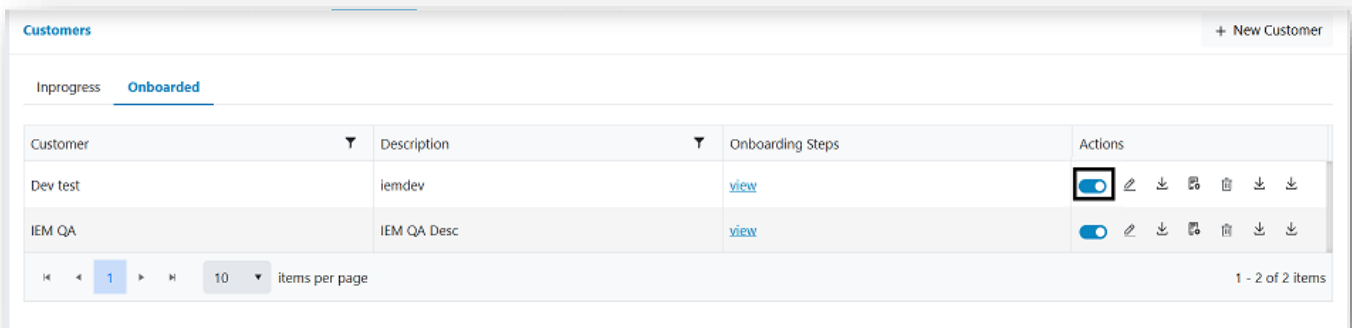 Customers
+ New Customer
Inprogress Onboarded
Customer Description Onboarding Steps Actions
Dev test iemdev view
IEM QA IEM QA Desc view
1 10 items per page 1 - 2 of 2 items